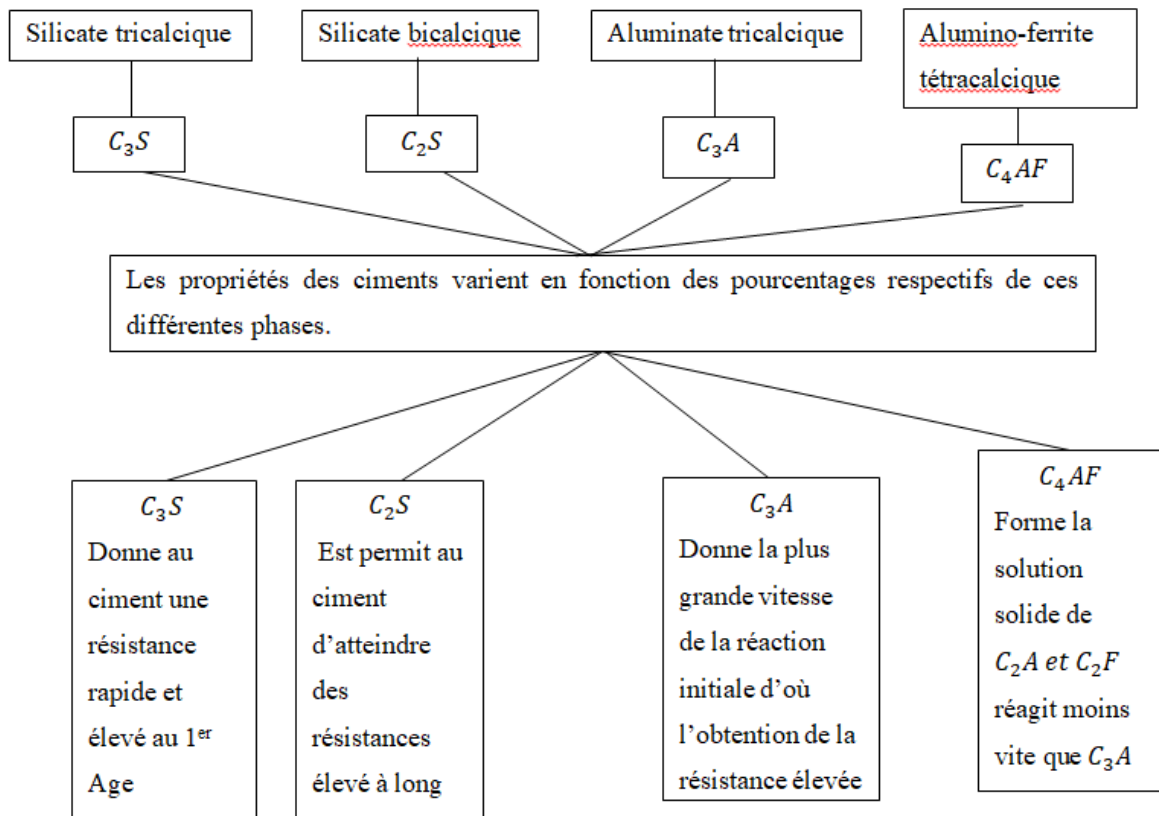 Silicate tricalcique
Silicate bicalcique
Aluminate tricalcique
Alumino-ferrite
tétracalcique
C₃S
C₂S
C₃A
C₄AF
Les propriétés des ciments varient en fonction des pourcentages respectifs de ces
différentes phases.
C₃S
Donne au
ciment une
résistance
rapide et
élevé au 1ᵉʳ
Age
C₂S
Est permit au
ciment
d’atteindre
des
résistances
élevé à long
C₃A
Donne la plus
grande vitesse
de la réaction
initiale d’où
l’obtention de la
résistance élevée
C₄AF
Forme la
solution
solide de
C₂A et C₂F
réagit moins
vite que C₃A